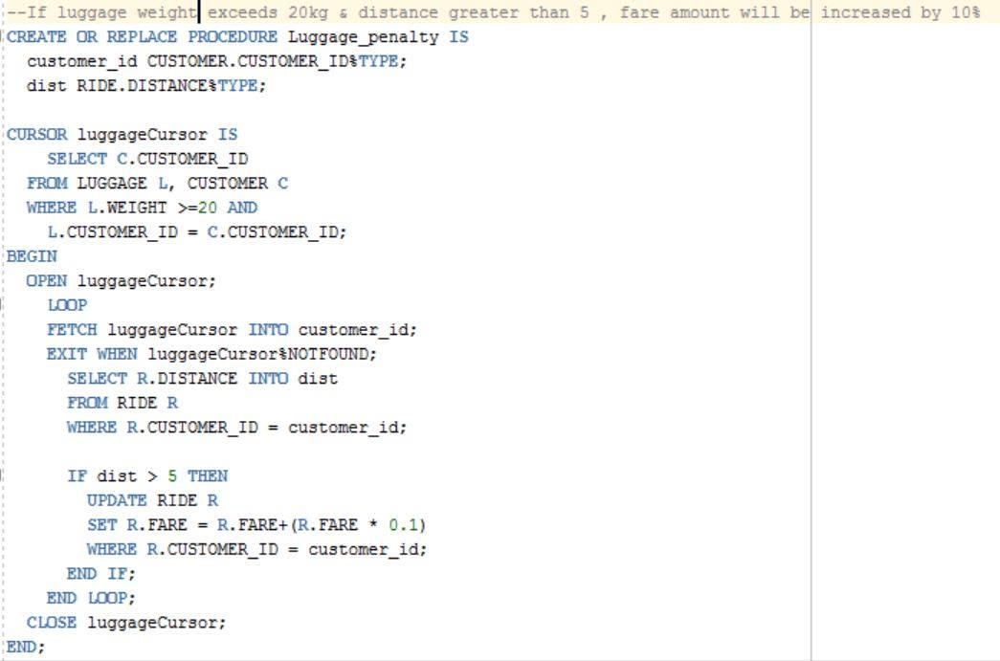 --If luggage weight exceeds 20kg & distance greater than 5 , fare amount will be increased by 10%
CREATE OR REPLACE PROCEDURE Luggage_penalty IS
customer_id CUSTOMER.CUSTOMER_ID%TYPE;
dist RIDE.DISTANCE%TYPE;
CURSOR luggageCursor IS
SELECT C.CUSTOMER_ID
FROM LUGGAGE L, CUSTOMER C
WHERE L.WEIGHT >=20 AND
L.CUSTOMER_ID = C.CUSTOMER_ID;
BEGIN
OPEN luggageCursor;
LOOP
FETCH luggageCursor INTO customer_id;
EXIT WHEN luggageCursor%NOTFOUND;
SELECT R.DISTANCE INTO dist
FROM RIDE R
WHERE R.CUSTOMER_ID = customer_id;
IF dist > 5 THEN
UPDATE RIDE R
SET R.FARE = R.FARE+(R.FARE * 0.1)
WHERE R.CUSTOMER_ID = customer_id;
END IF;
END LOOP;
CLOSE luggageCursor;
END;